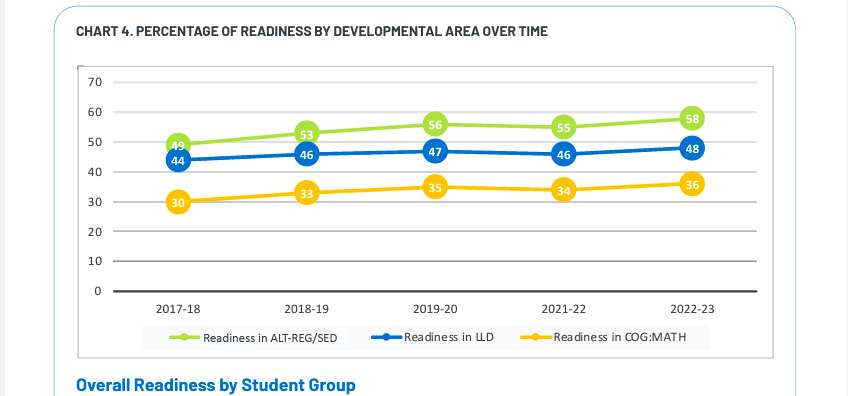 CHART 4. PERCENTAGE OF READINESS BY DEVELOPMENTAL AREA OVER TIME
70
60
50
40
30
20
10
0
49 53 56 55 58
44 46 47 46 48
30 33 35 34 36
2017-18 2018-19 2019-20 2021-22 2022-23
Readiness in ALT-REG/SED Readiness in LLD Readiness in COG:MATH
Overall Readiness by Student Group